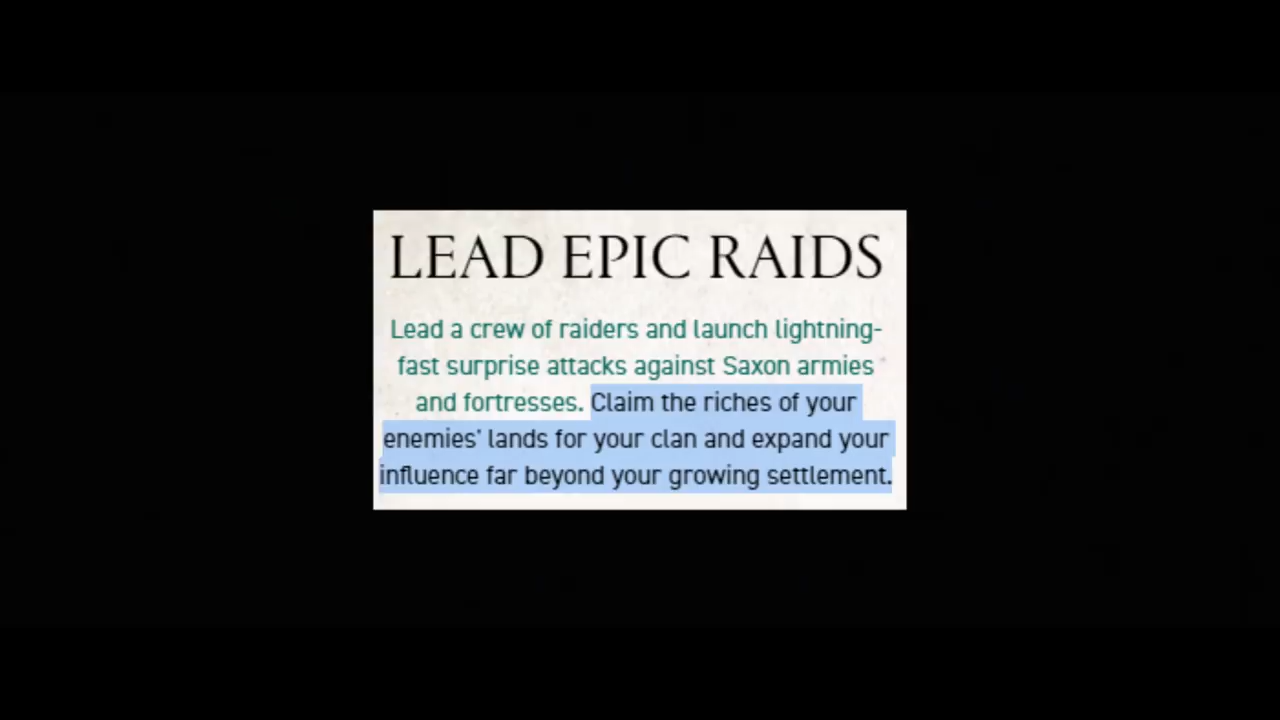 LEAD EPIC RAIDS
Lead a crew of raiders and launch lightning-
fast surprise attacks against Saxon armies
and fortresses. Claim the riches of your
enemies' lands for your clan and expand your
influence far beyond your growing settlement.